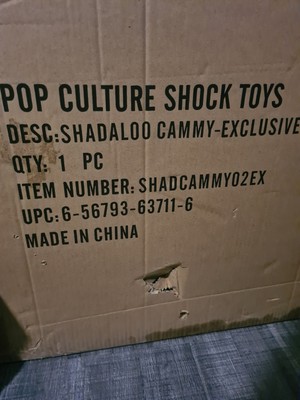 POP CULTURE SHOCK TOYS
DESC:SHADALOO CAMMY-EXCLUSIVE
QTY: 1 PC
ITEM NUMBER: SHADCAMMY02EX
UPC: 6-56793-63711-6
MADE IN CHINA